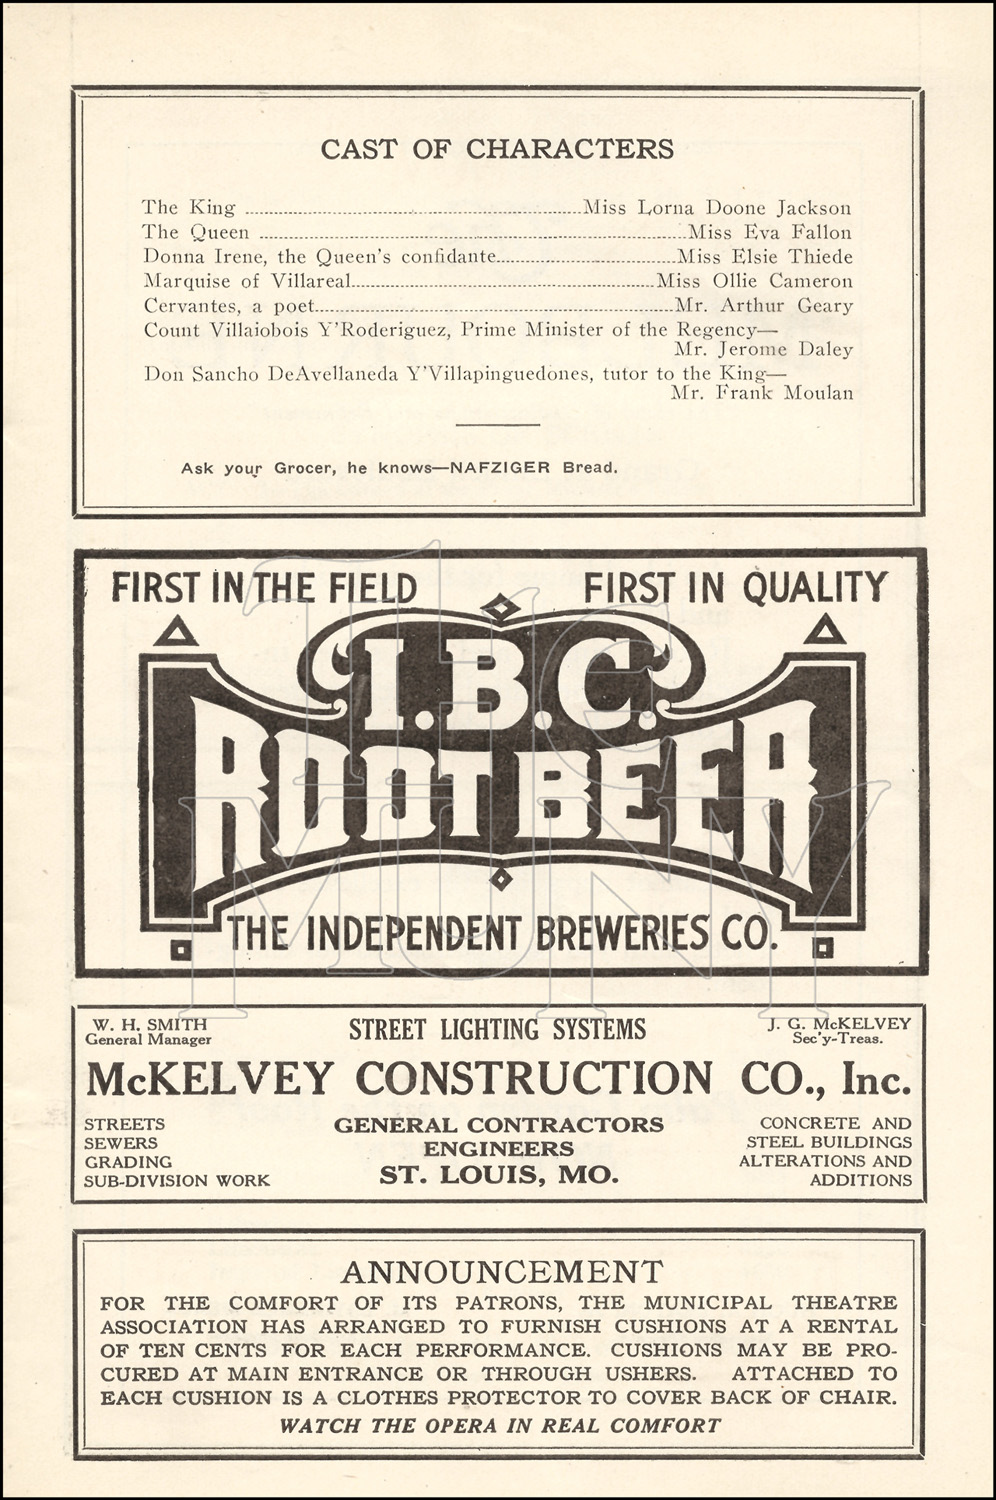 CAST OF CHARACTERS
The King ........ Miss Lorna Doone Jackson
The Queen ........ Miss Eva Fallon
Donna Irene, the Queen's confidante........ Miss Elsie Thiede
Marquise of Villareal........ Miss Ollie Cameron
Cervantes, a poet........ Mr. Arthur Geary
Count Villaiobois Y'Roderiguez, Prime Minister of the Regency—
Mr. Jerome Daley
Don Sancho DeAvellaneda Y'Villapinguedones, tutor to the King—
Mr. Frank Moulan
Ask your Grocer, he knows—NAFZIGER Bread.
FIRST IN THE FIELD FIRST IN QUALITY
I.B.C.
ROOT BEER
THE INDEPENDENT BREWERIES CO.
The
MUNY
W. H. SMITH
General Manager
STREET LIGHTING SYSTEMS
J. G. McKELVEY
Sec'y-Treas.
McKELVEY CONSTRUCTION CO., Inc.
STREETS
SEWERS
GRADING
SUB-DIVISION WORK
GENERAL CONTRACTORS
ENGINEERS
ST. LOUIS, MO.
CONCRETE AND
STEEL BUILDINGS
ALTERATIONS AND
ADDITIONS
ANNOUNCEMENT
FOR THE COMFORT OF ITS PATRONS, THE MUNICIPAL THEATRE
ASSOCIATION HAS ARRANGED TO FURNISH CUSHIONS AT A RENTAL
OF TEN CENTS FOR EACH PERFORMANCE. CUSHIONS MAY BE PRO-
CURED AT MAIN ENTRANCE OR THROUGH USHERS. ATTACHED TO
EACH CUSHION IS A CLOTHES PROTECTOR TO COVER BACK OF CHAIR.
WATCH THE OPERA IN REAL COMFORT